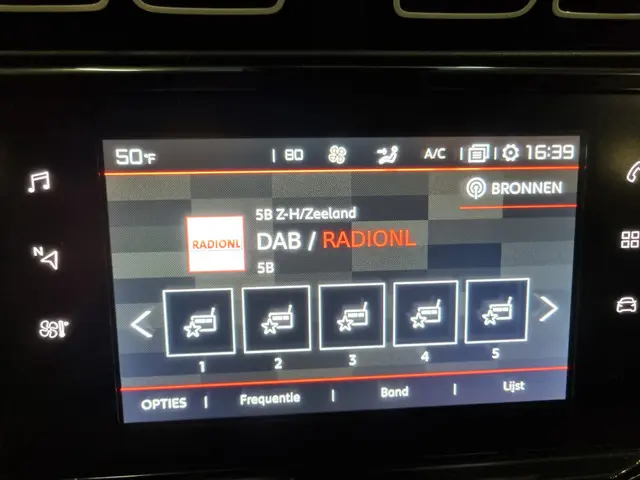 50°F | 80 A/C | | 16:39
BRONNEN
5B Z-H/Zeeland
RADIONL DAB / RADIONL
5B
1 2 3 4 5
OPTIES | Frequentie | Band | Lijst
N